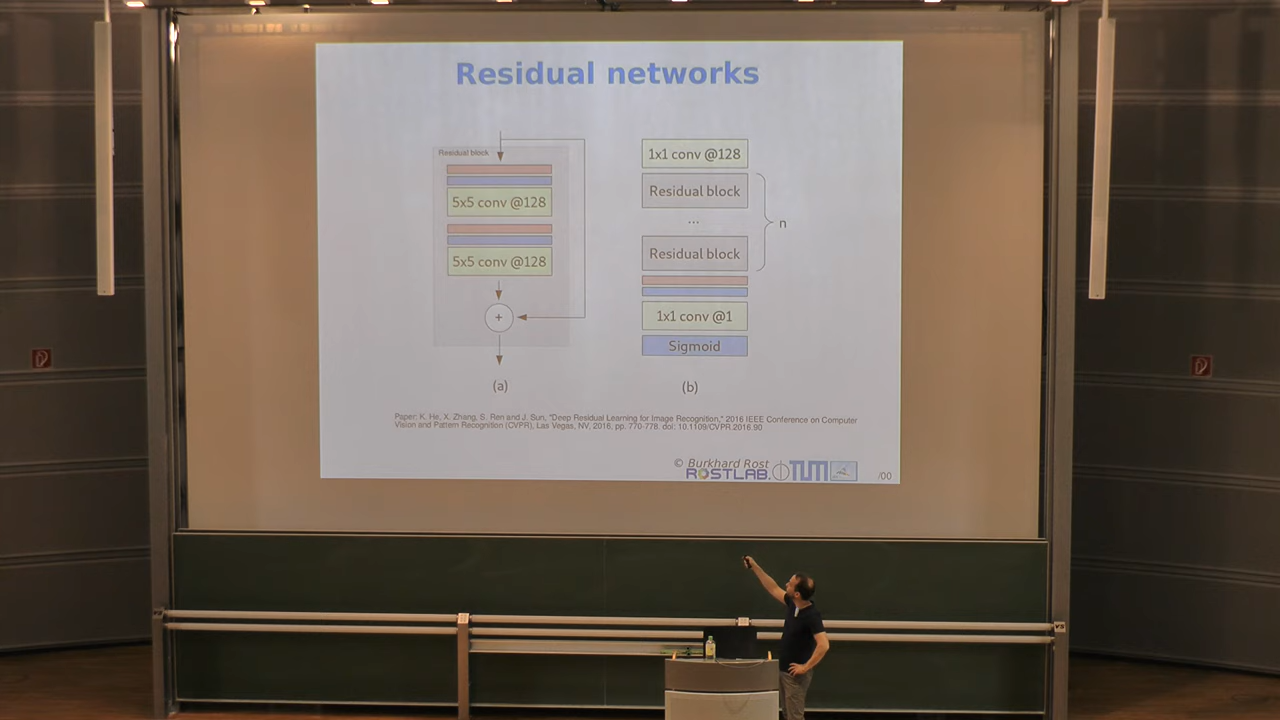 Residual networks
Residual block
5x5 conv @128
5x5 conv @128
+
(a)
1x1 conv @128
Residual block
...
Residual block
n
1x1 conv @1
Sigmoid
(b)
Paper: K. He, X. Zhang, S. Ren and J. Sun, "Deep Residual Learning for Image Recognition," 2016 IEEE Conference on Computer
Vision and Pattern Recognition (CVPR), Las Vegas, NV, 2016, pp. 770-778. doi: 10.1109/CVPR.2016.90
© Burkhard Rost
ROSTLAB.
TUM
/00